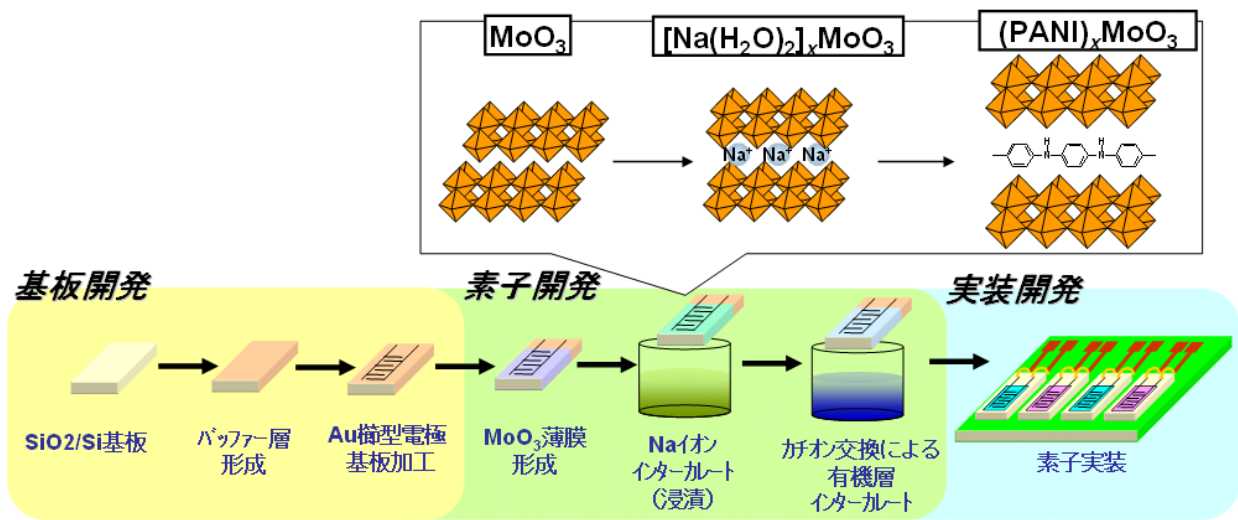 MoO₃
[Na(H₂O)₂]ₓMoO₃
(PANI)ₓMoO₃
Na⁺ Na⁺ Na⁺
H H
N N
基板開発
素子開発
実装開発
SiO2/Si基板
バッファー層
形成
Au櫛型電極
基板加工
MoO₃薄膜
形成
Naイオン
インターカレート
(浸漬)
カチオン交換による
有機層
インターカレート
素子実装